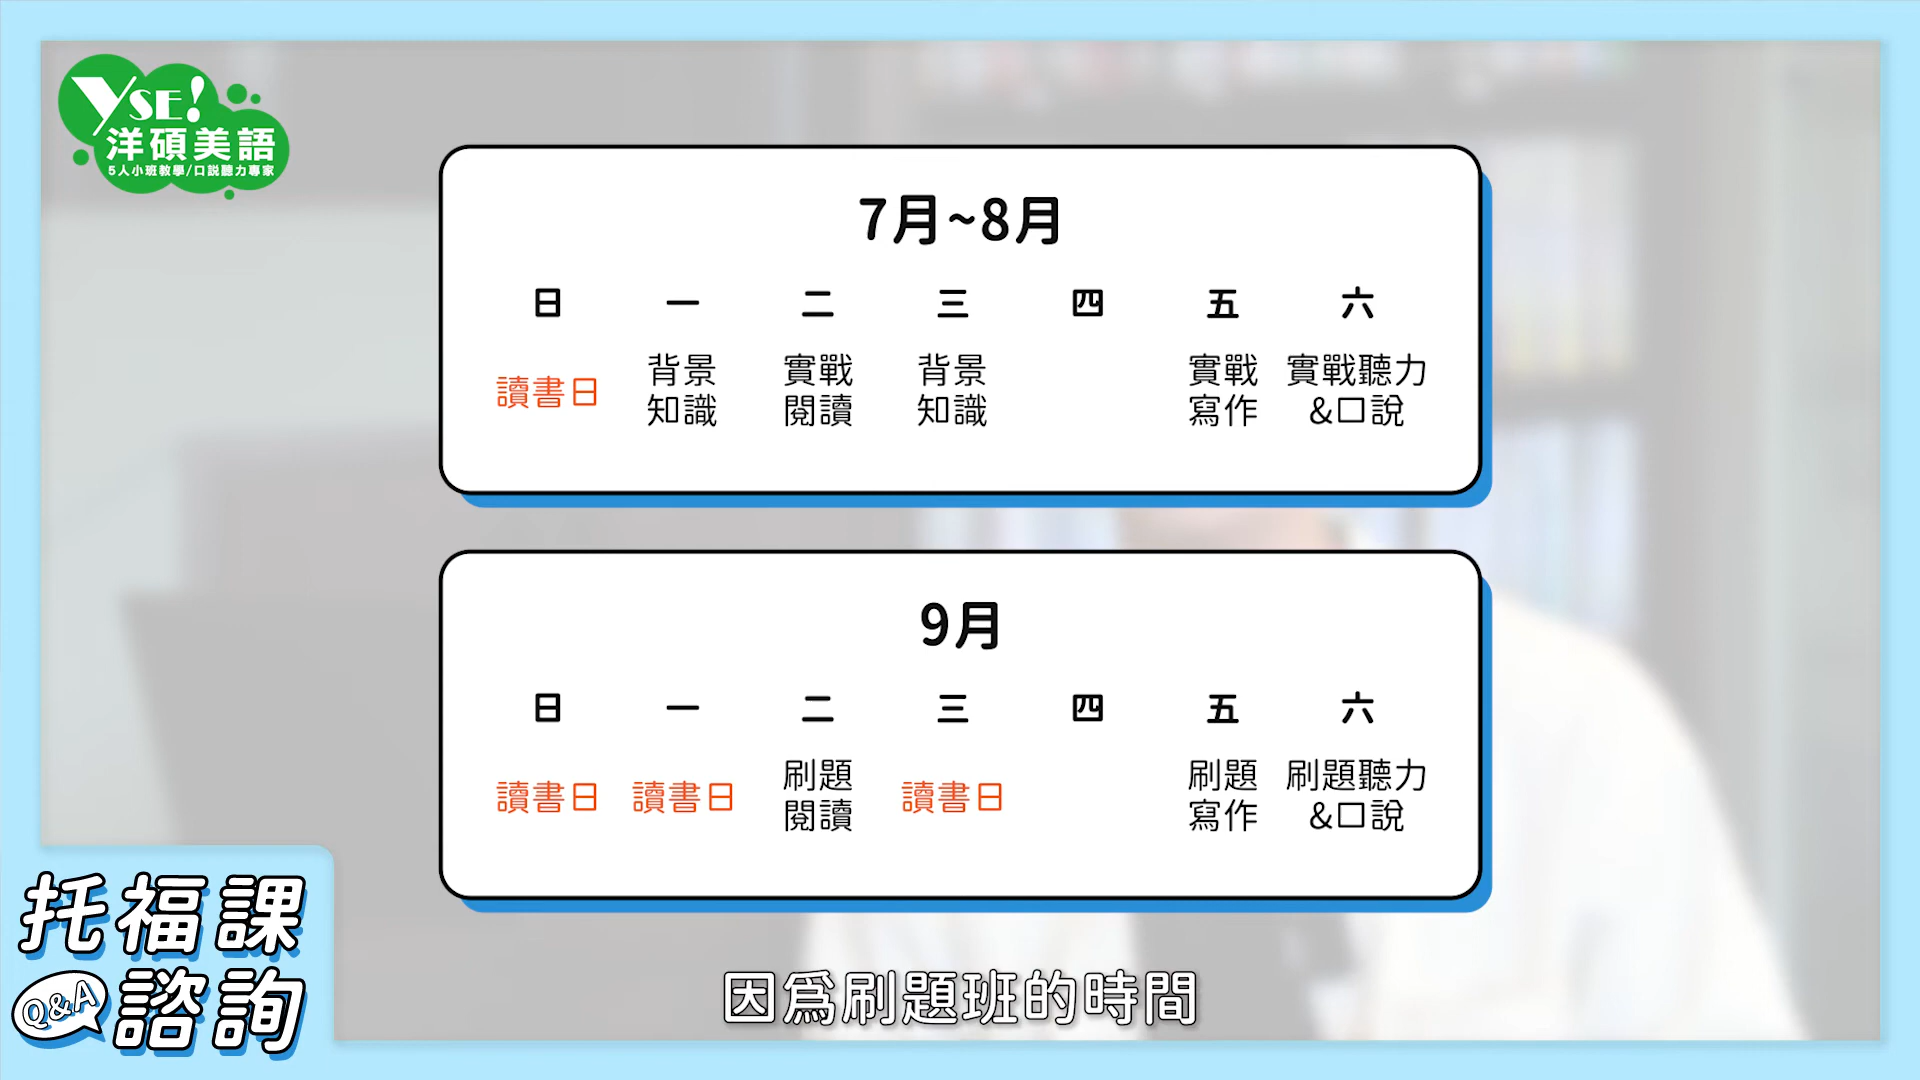 YSE!
洋碩美語
5人小班教學/口說聽力專家
7月~8月
日 一 二 三 四 五 六
讀書日 背景知識 實戰閱讀 背景知識 實戰寫作 實戰聽力&口說
9月
日 一 二 三 四 五 六
讀書日 讀書日 刷題閱讀 讀書日 刷題寫作 刷題聽力&口說
托福課
Q&A 諮詢
因為刷題班的時間